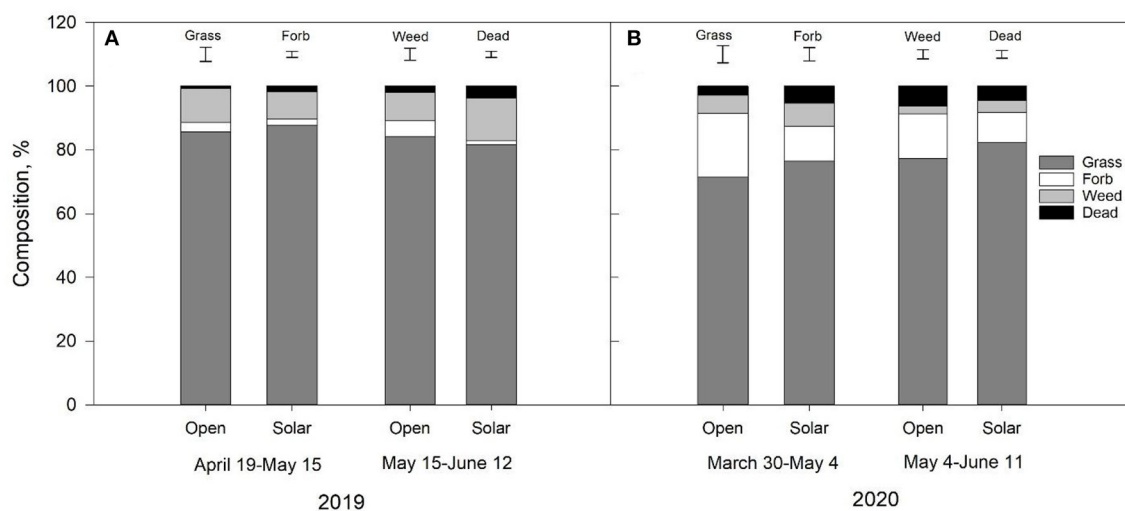 120
100
80
60
40
20
0
Composition, %
A
Grass Forb Weed Dead
B
Grass Forb Weed Dead
Grass
Forb
Weed
Dead
Open Solar Open Solar
April 19-May 15 May 15-June 12
2019
Open Solar Open Solar
March 30-May 4 May 4-June 11
2020